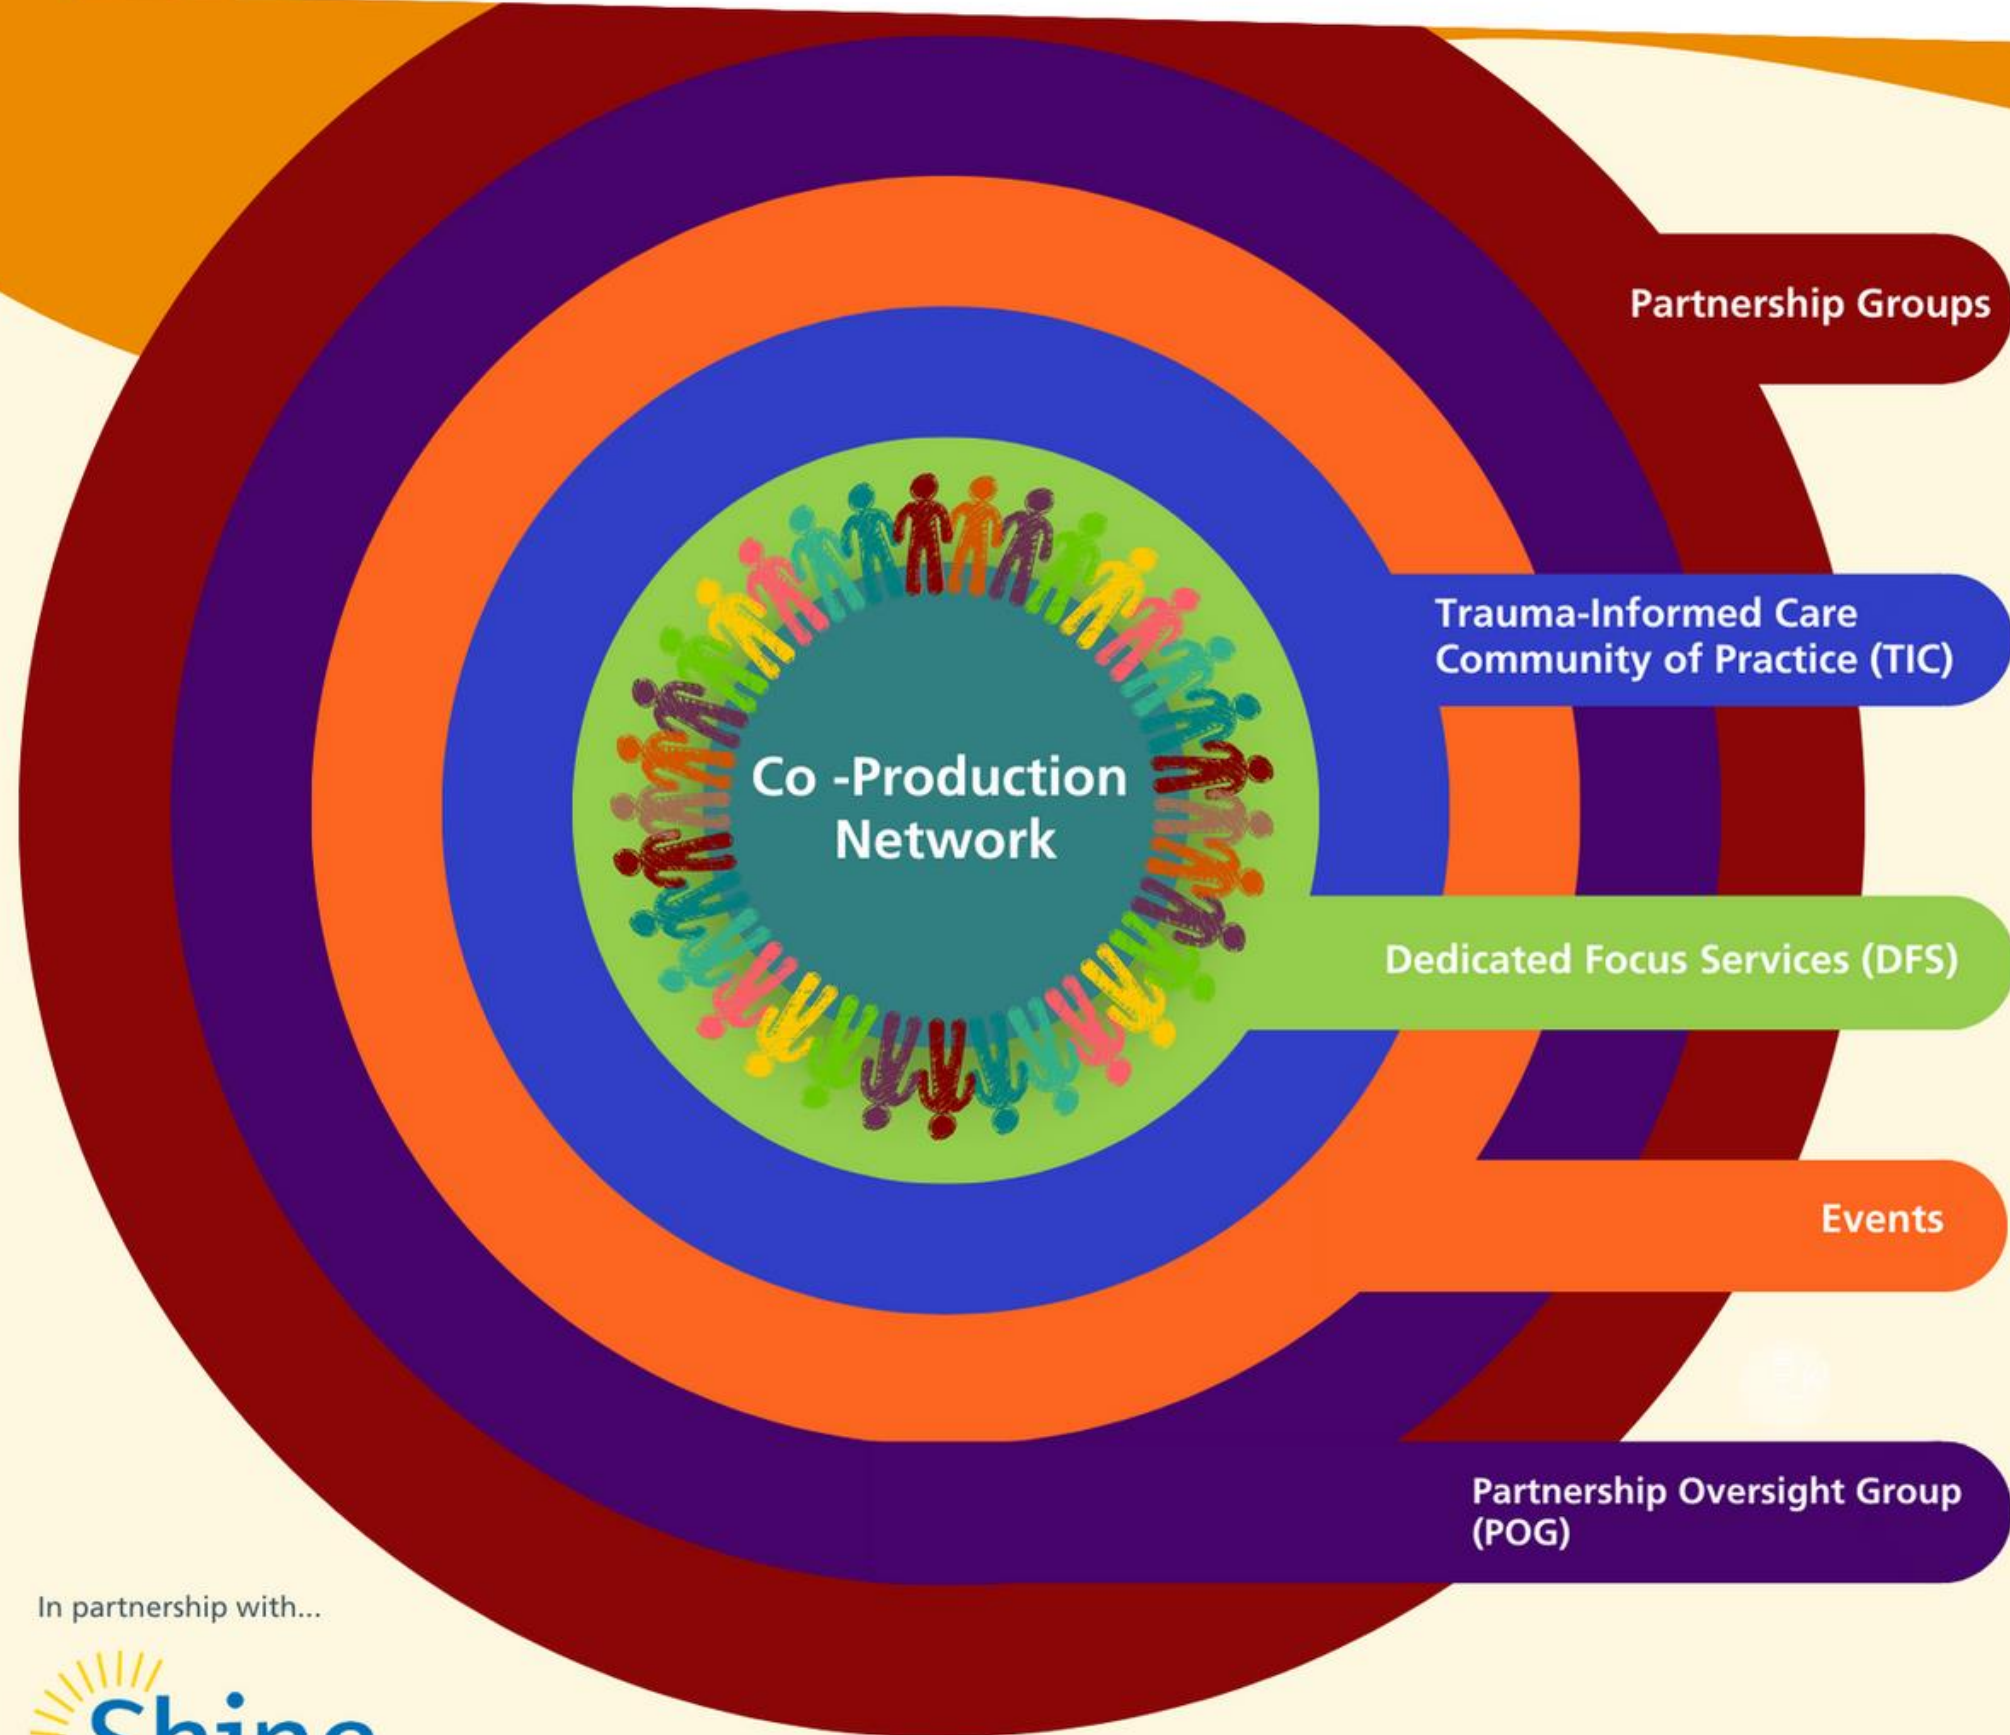 Partnership Groups
Trauma-Informed Care
Community of Practice (TIC)
Co -Production
Network
Dedicated Focus Services (DFS)
Events
Partnership Oversight Group
(POG)
In partnership with...
Shine